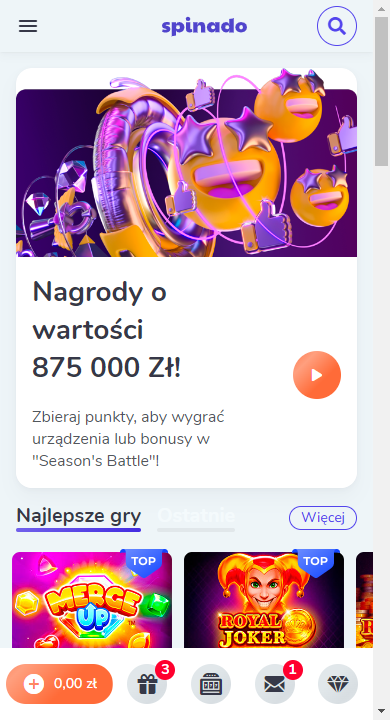 spinado
Nagrody o
wartości
875 000 Zł!
Zbieraj punkty, aby wygrać
urządzenia lub bonusy w
"Season's Battle"!
Najlepsze gry
Ostatnie
Więcej
TOP
TOP
MERGE
UP
TM
ROYAL
JOKER
0,00 zł
3
1